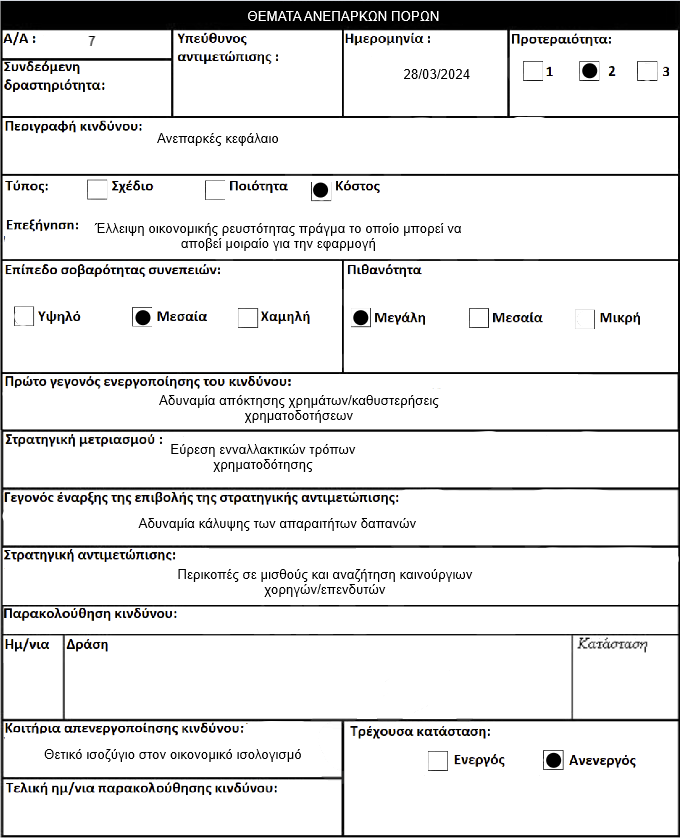 ΘΕΜΑΤΑ ΑΝΕΠΑΡΚΩΝ ΠΟΡΩΝ
Α/Α : 7
Υπεύθυνος αντιμετώπισης :
Ημερομηνία :
28/03/2024
Προτεραιότητα:
1 2 3
Συνδεόμενη
δραστηριότητα:
Περιγραφή κινδύνου:
Ανεπαρκές κεφάλαιο
Τύπος: Σχέδιο Ποιότητα Κόστος
Επεξήγηση: Έλλειψη οικονομικής ρευστότητας πράγμα το οποίο μπορεί να
αποβεί μοιραίο για την εφαρμογή
Επίπεδο σοβαρότητας συνεπειών:
Υψηλό Μεσαία Χαμηλή
Πιθανότητα
Μεγάλη Μεσαία Μικρή
Πρώτο γεγονός ενεργοποίησης του κινδύνου:
Αδυναμία απόκτησης χρημάτων/καθυστερήσεις
χρηματοδοτήσεων
Στρατηγική μετριασμού :
Εύρεση ενναλλακτικών τρόπων
χρηματοδότησης
Γεγονός έναρξης της επιβολής της στρατηγικής αντιμετώπισης:
Αδυναμία κάλυψης των απαραιτήτων δαπανών
Στρατηγική αντιμετώπισης:
Περικοπές σε μισθούς και αναζήτηση καινούργιων
χορηγών/επενδυτών
Παρακολούθηση κινδύνου:
Ημ/νια Δράση Κατάσταση
Κριτήρια απενεργοποίησης κινδύνου:
Θετικό ισοζύγιο στον οικονομικό ισολογισμό
Τελική ημ/νια παρακολούθησης κινδύνου:
Τρέχουσα κατάσταση:
Ενεργός Ανενεργός